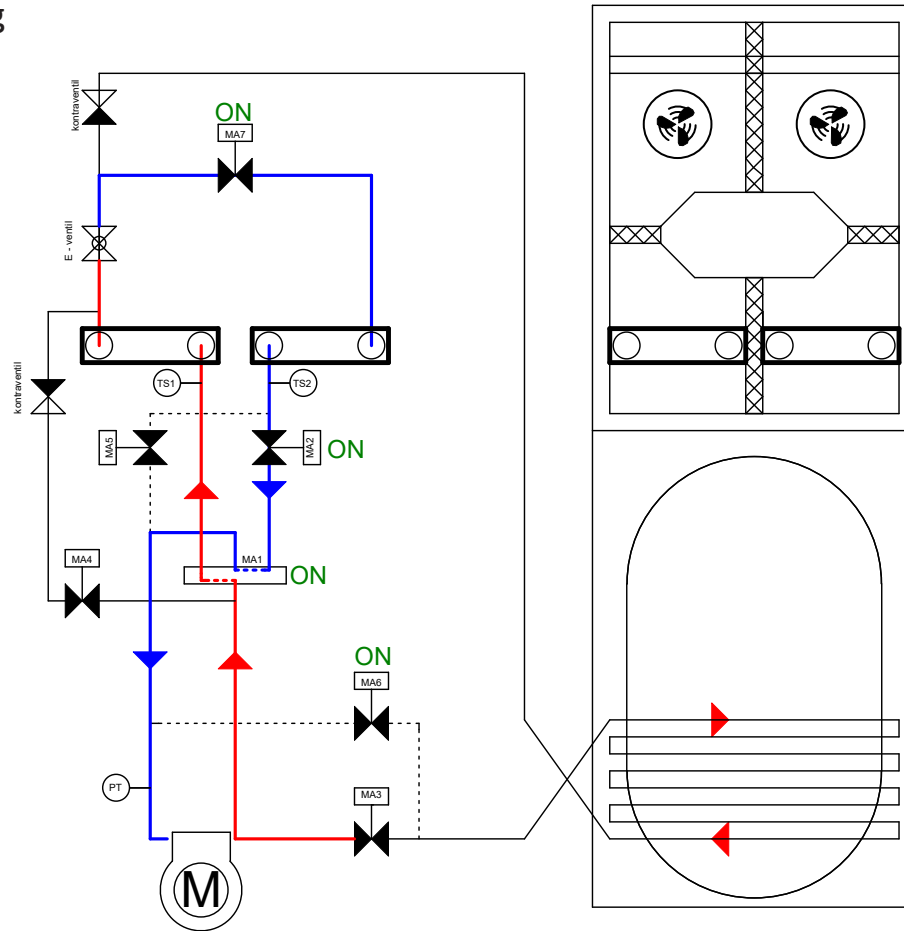 g
kontraventil
ON
MA7
E - ventil
TS1
TS2
kontraventil
MA5
MA2
ON
MA4
MA1
ON
ON
MA6
PT
MA3
M